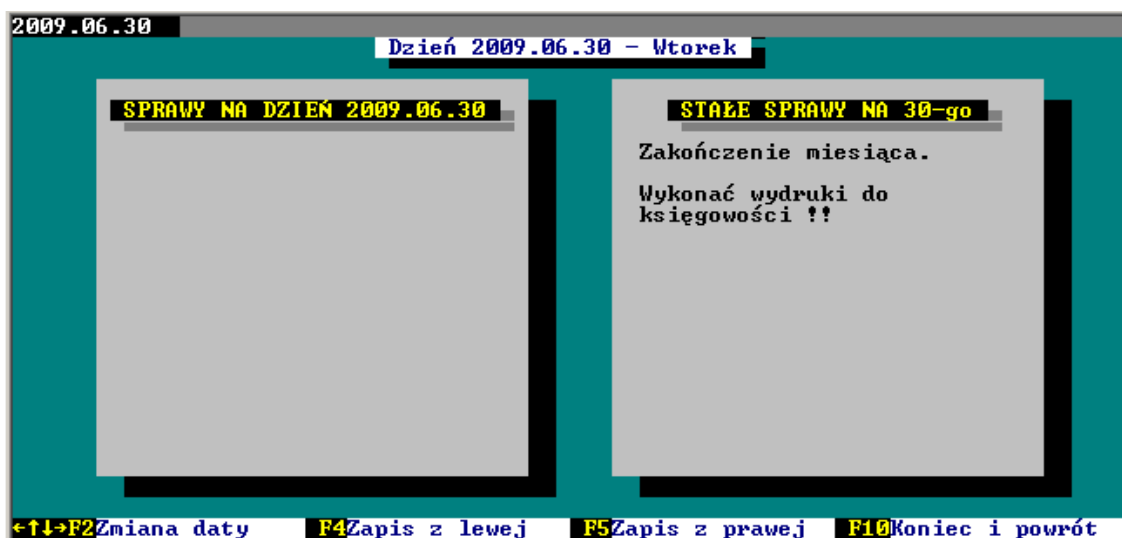 2009.06.30
Dzień 2009.06.30 - Wtorek
SPRAWY NA DZIEŃ 2009.06.30
STAŁE SPRAWY NA 30-go
Zakończenie miesiąca.
Wykonać wydruki do
księgowości !!
←↑↓→F2Zmiana daty F4Zapis z lewej F5Zapis z prawej F10Koniec i powrót